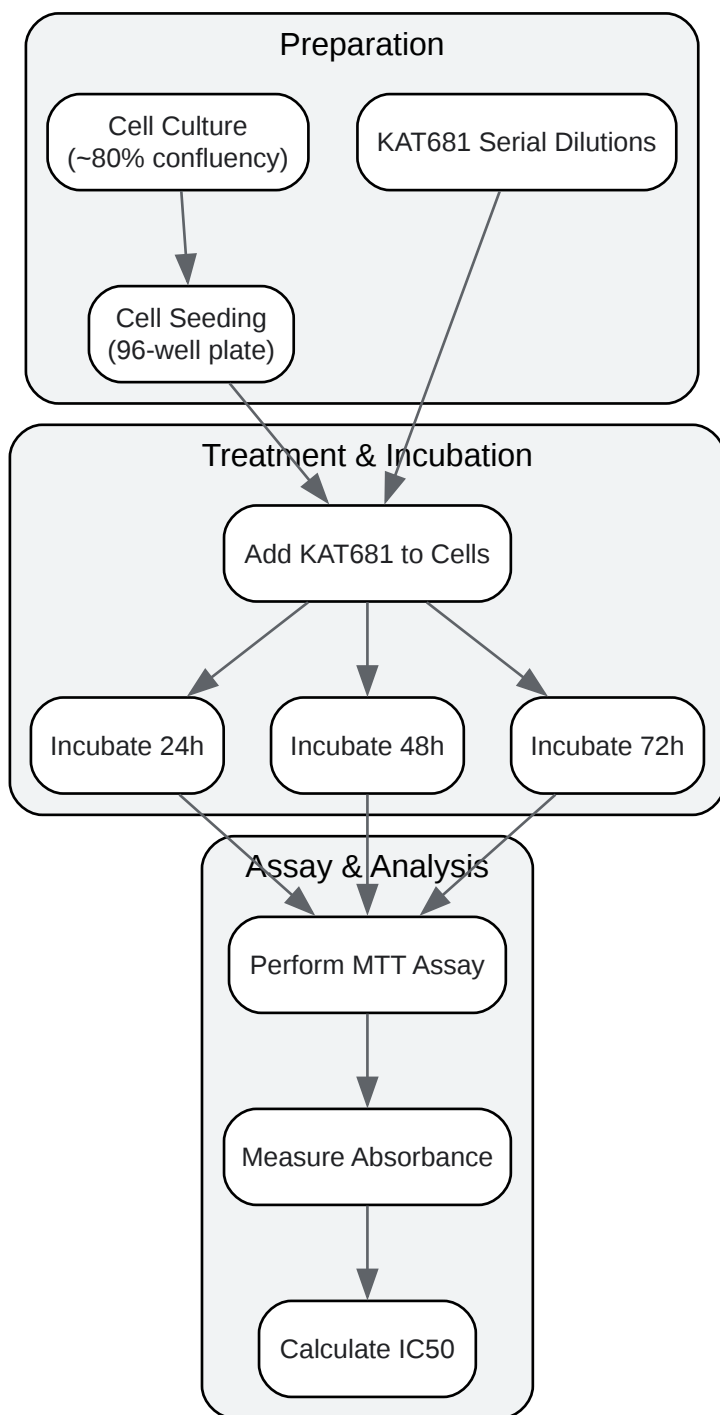 Preparation
Cell Culture
(~80% confluency)
KAT681 Serial Dilutions
Cell Seeding
(96-well plate)
Treatment & Incubation
Add KAT681 to Cells
Incubate 24h
Incubate 48h
Incubate 72h
Assay & Analysis
Perform MTT Assay
Measure Absorbance
Calculate IC50